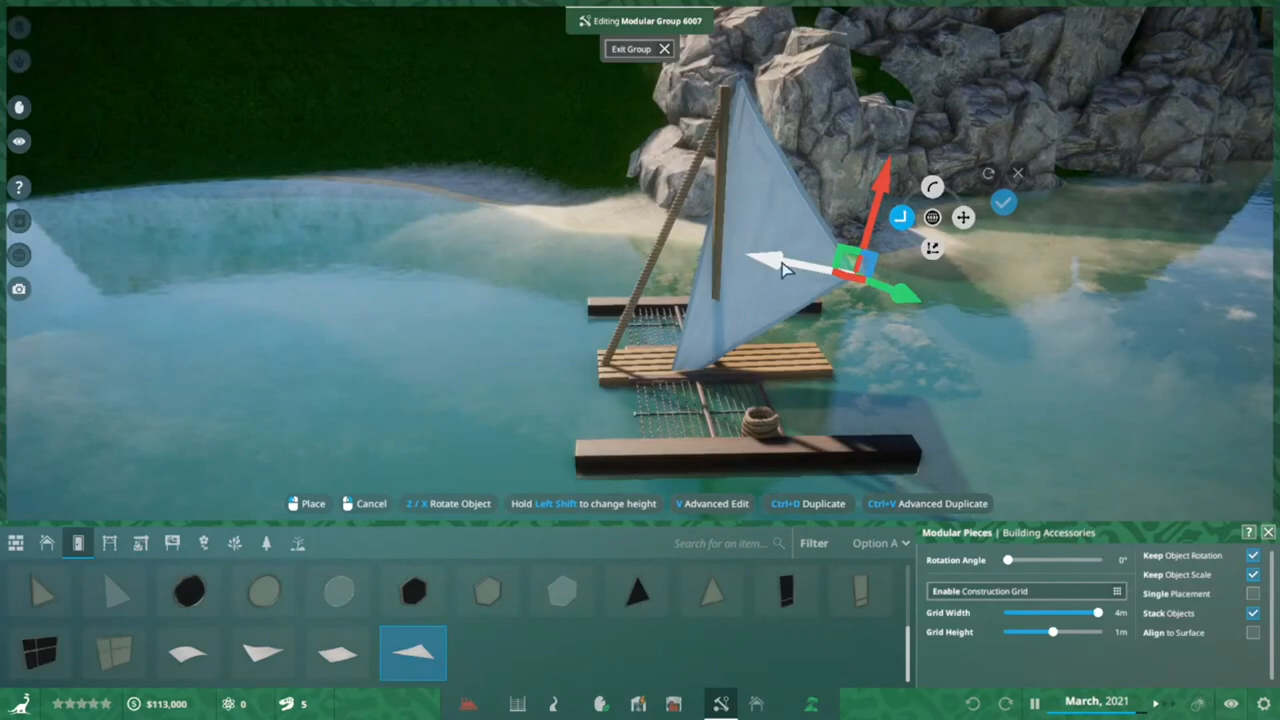 Editing Modular Group 6007
Exit Group
?
Place
Cancel
Z / X Rotate Object
Hold Left Shift to change height
V Advanced Edit
Ctrl+D Duplicate
Ctrl+V Advanced Duplicate
Search for an item...
Filter
Option A
Modular Pieces | Building Accessories
?
Rotation Angle
0°
Enable Construction Grid
Grid Width
4m
Grid Height
1m
Keep Object Rotation
Keep Object Scale
Single Placement
Stack Objects
Align to Surface
$113,000
0
5
March, 2021